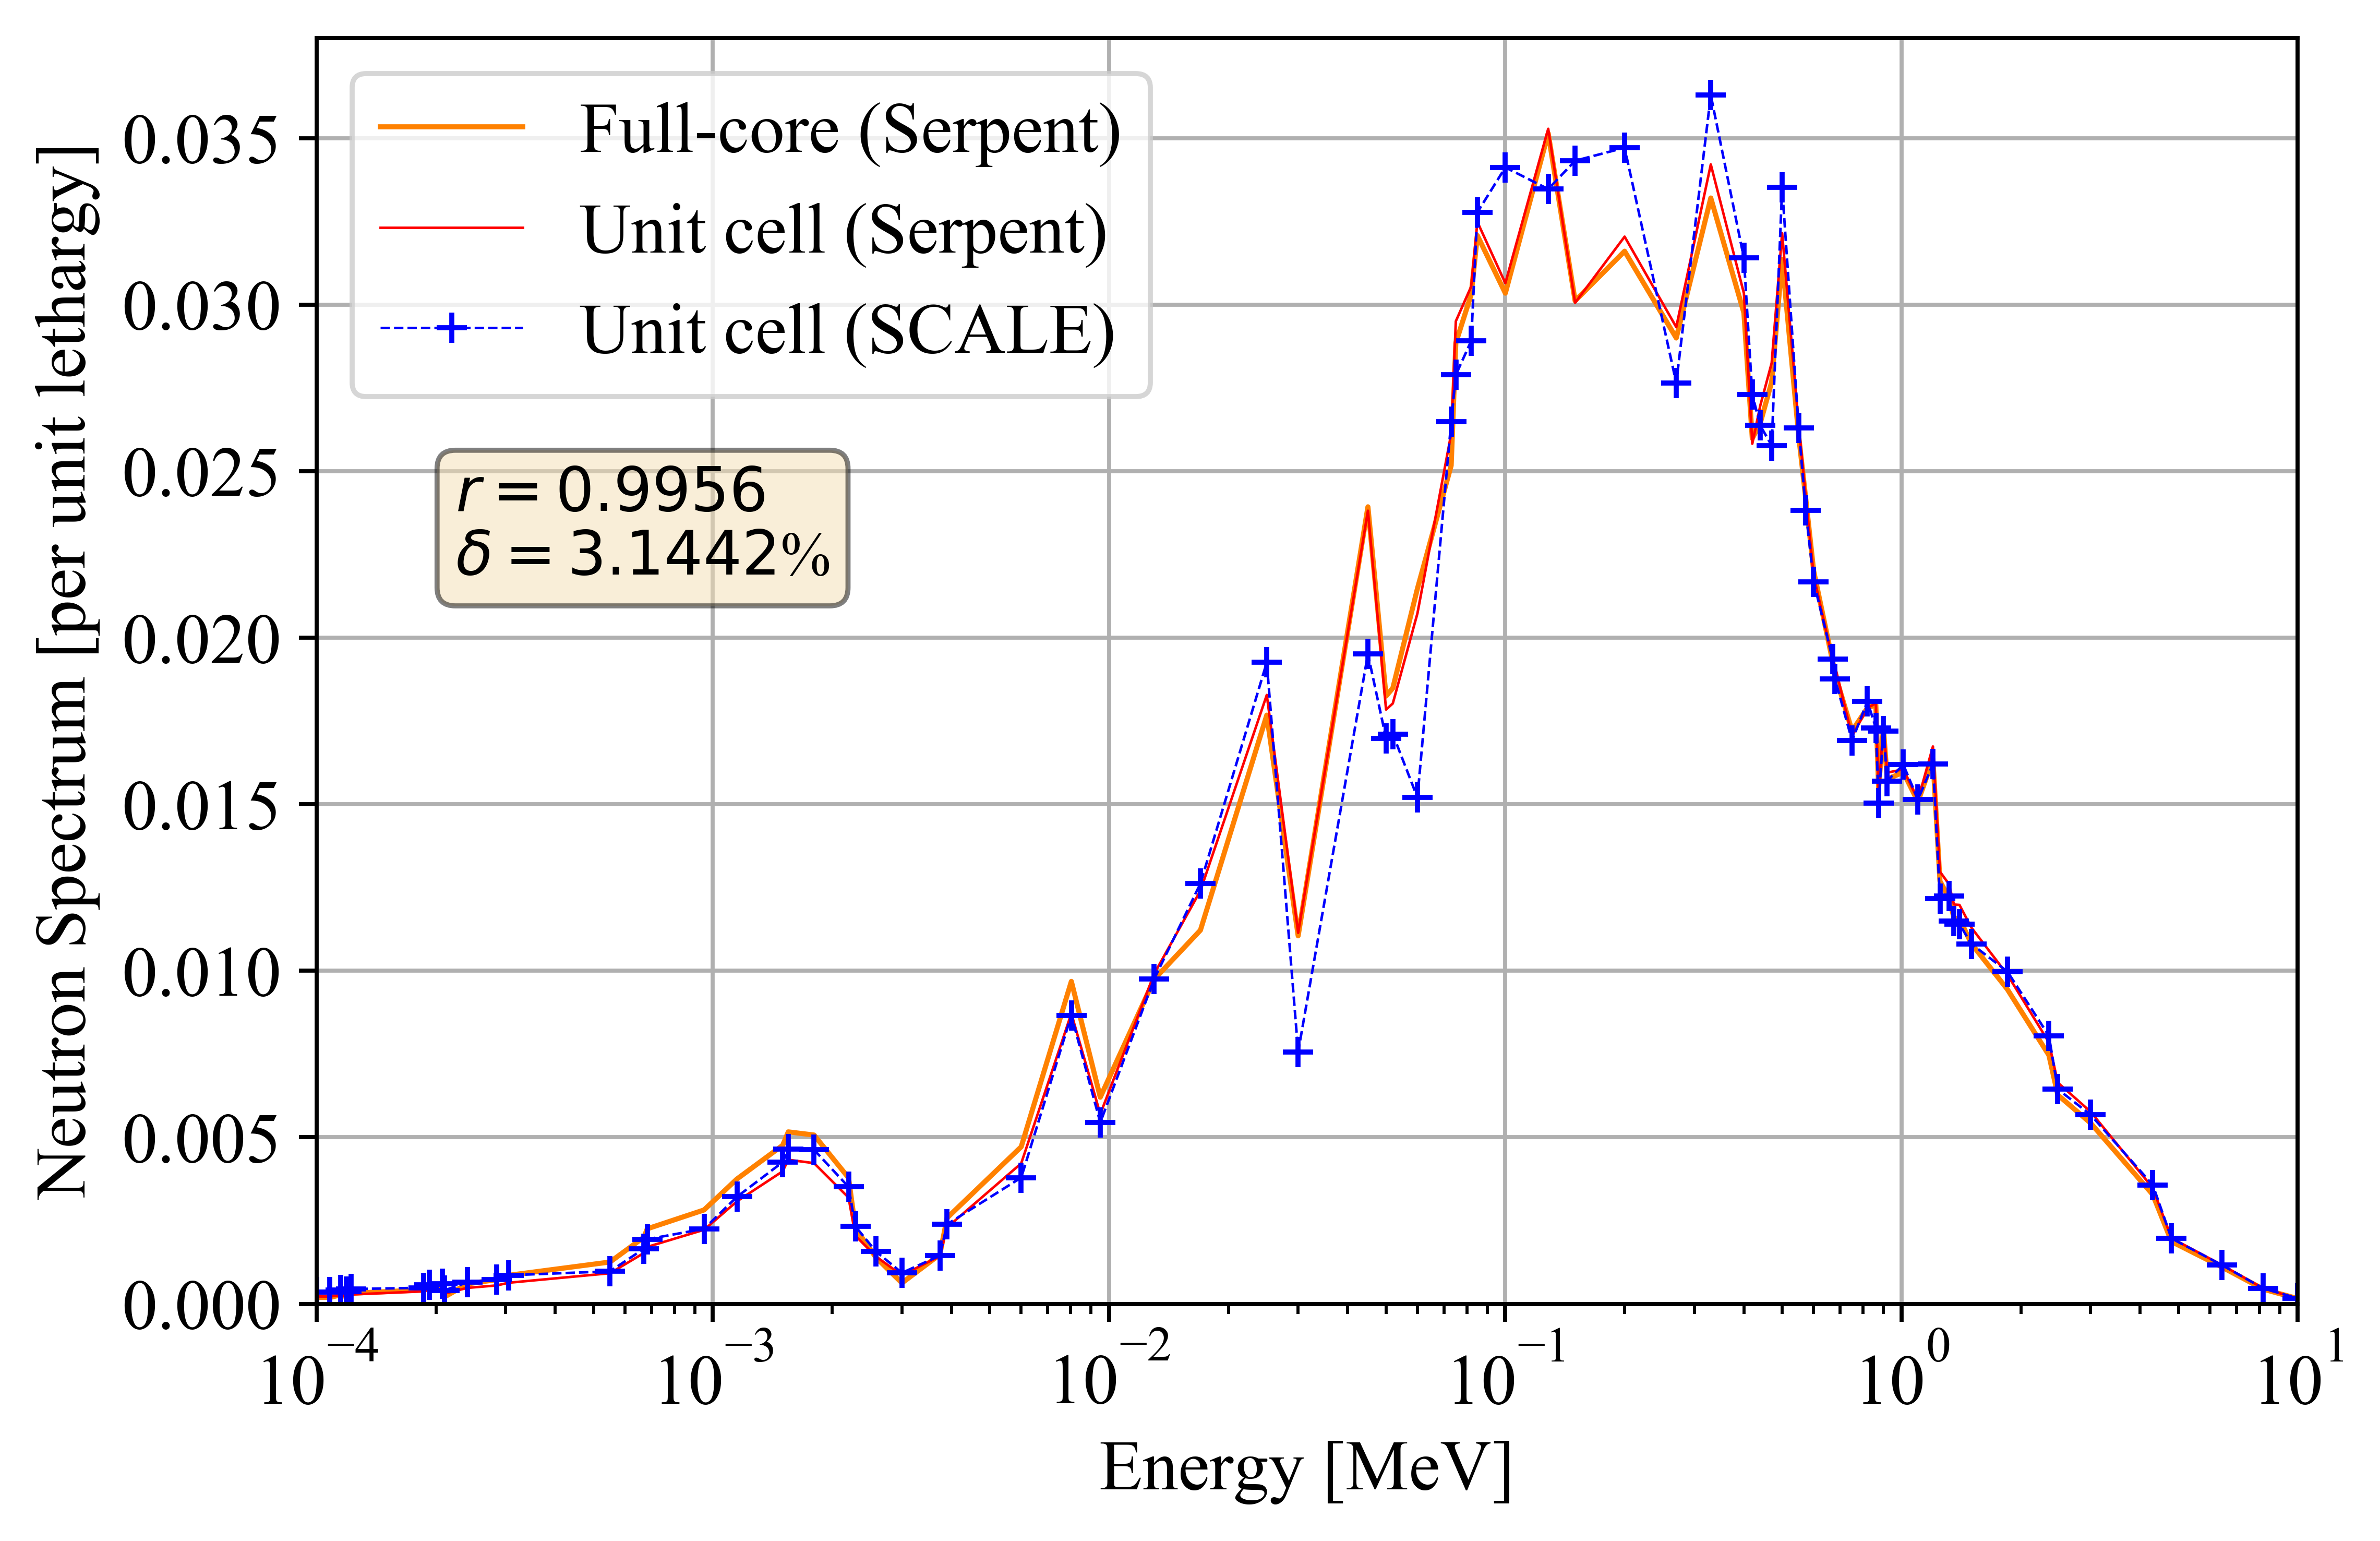 Full-core (Serpent)
Unit cell (Serpent)
Unit cell (SCALE)
r = 0.9956
δ = 3.1442%
Neutron Spectrum [per unit lethargy]
0.035
0.030
0.025
0.020
0.015
0.010
0.005
0.000
10⁻⁴ 10⁻³ 10⁻² 10⁻¹ 10⁰ 10¹
Energy [MeV]